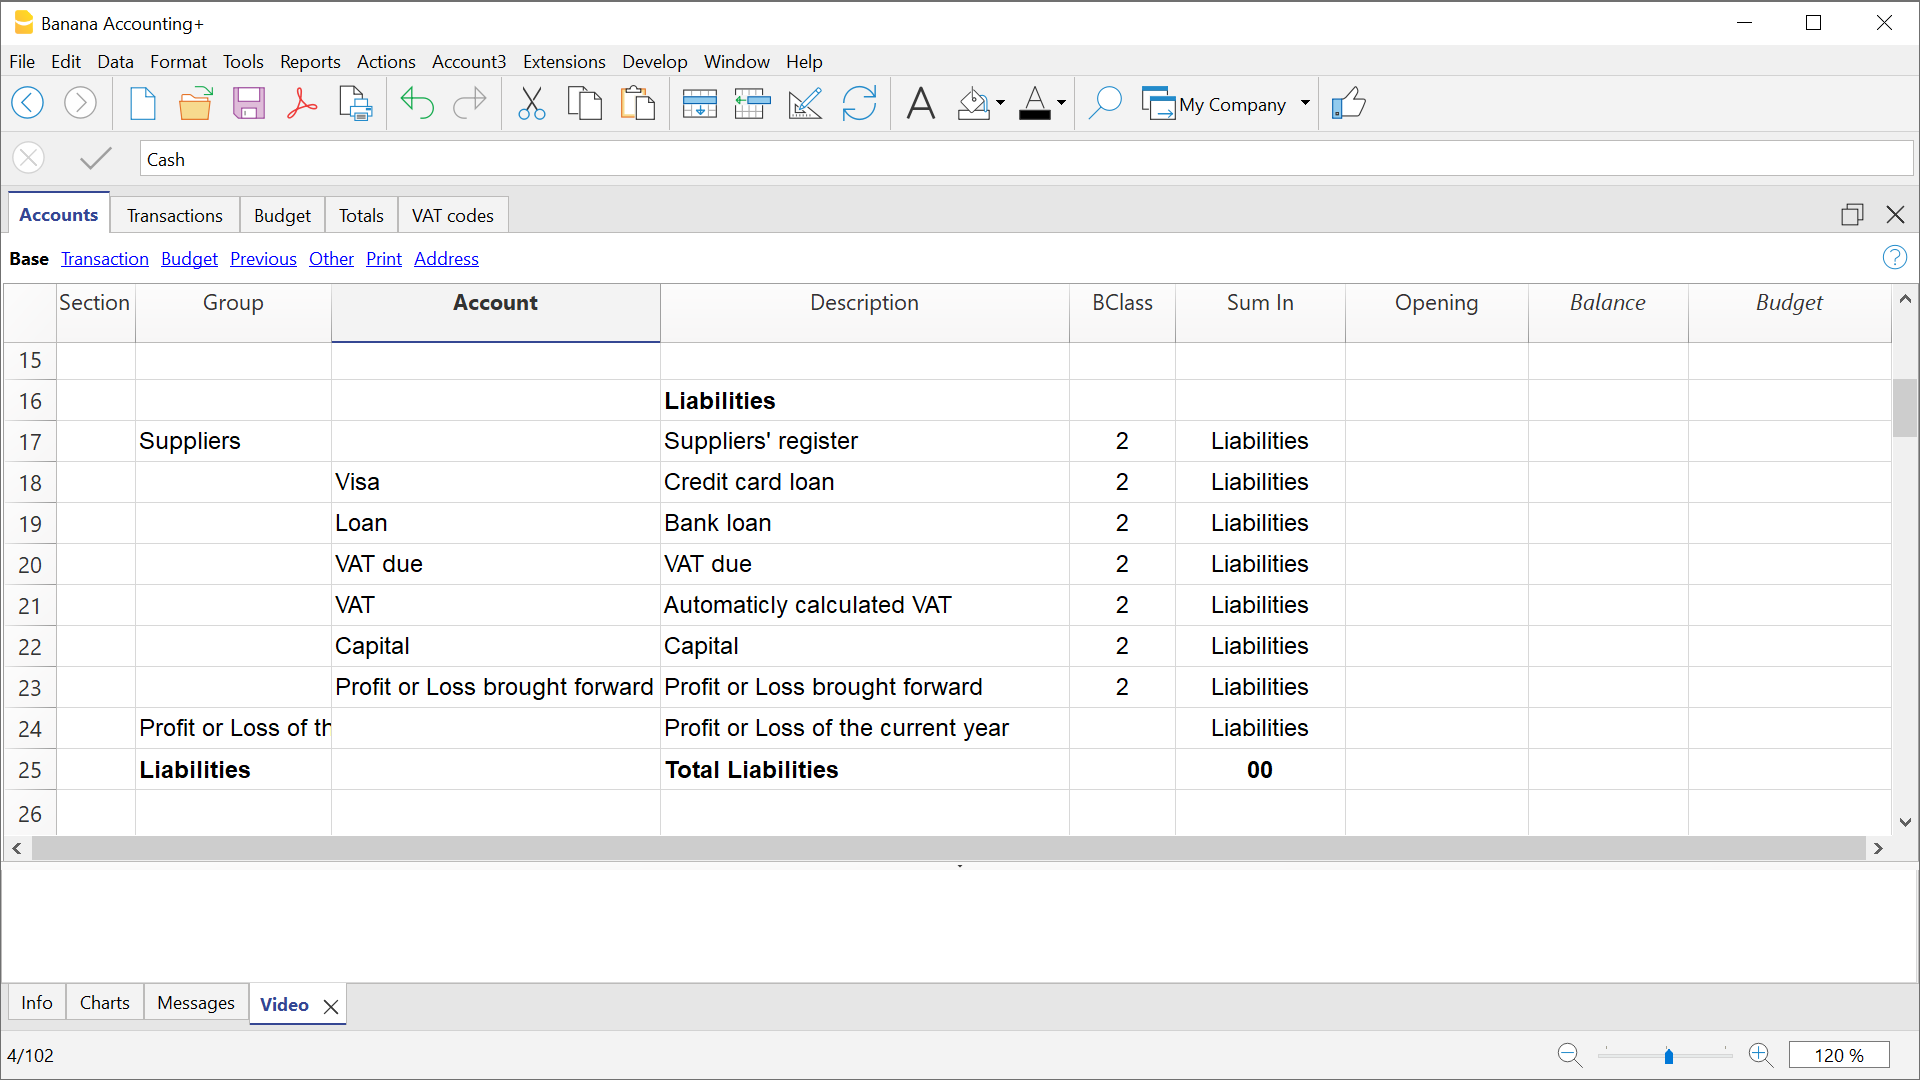 Banana Accounting+
File Edit Data Format Tools Reports Actions Account3 Extensions Develop Window Help
My Company
Cash
Accounts Transactions Budget Totals VAT codes
Base Transaction Budget Previous Other Print Address
Section Group Account Description BClass Sum In Opening Balance Budget
15
16 Liabilities
17 Suppliers Suppliers' register 2 Liabilities
18 Visa Credit card loan 2 Liabilities
19 Loan Bank loan 2 Liabilities
20 VAT due VAT due 2 Liabilities
21 VAT Automaticly calculated VAT 2 Liabilities
22 Capital Capital 2 Liabilities
23 Profit or Loss brought forward Profit or Loss brought forward 2 Liabilities
24 Profit or Loss of th Profit or Loss of the current year Liabilities
25 Liabilities Total Liabilities 00
26
Info Charts Messages Video
4/102 120 %